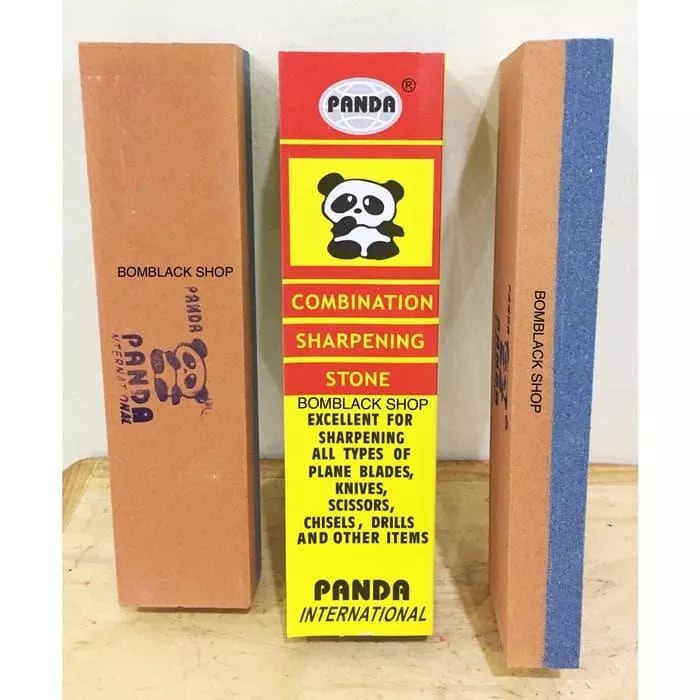 BOMBLACK SHOP
PANDA
PANDA
INTERNATIONAL
PANDA ®
COMBINATION
SHARPENING
STONE
BOMBLACK SHOP
EXCELLENT FOR
SHARPENING
ALL TYPES OF
PLANE BLADES,
KNIVES,
SCISSORS,
CHISELS, DRILLS
AND OTHER ITEMS
PANDA
INTERNATIONAL
BOMBLACK SHOP